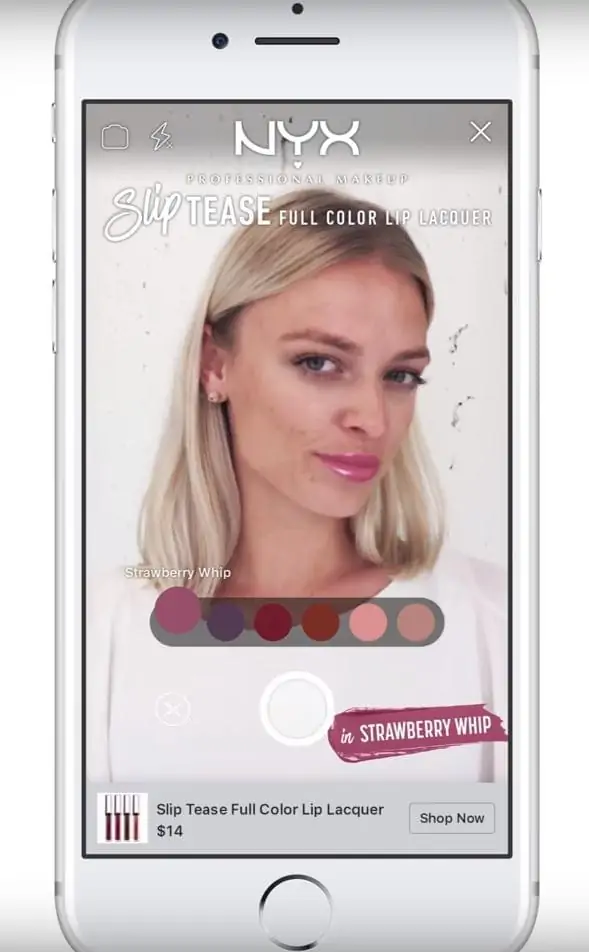 NYX
PROFESSIONAL MAKEUP
Slip TEASE FULL COLOR LIP LACQUER
Strawberry Whip
in STRAWBERRY WHIP
Slip Tease Full Color Lip Lacquer
$14
Shop Now